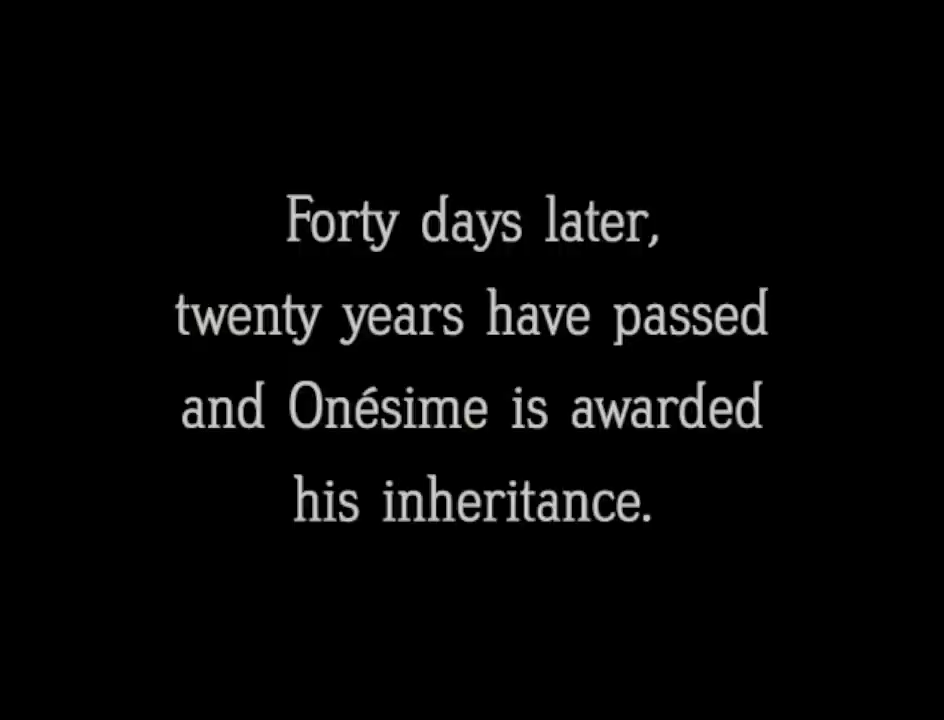 Forty days later,
twenty years have passed
and Onésime is awarded
his inheritance.